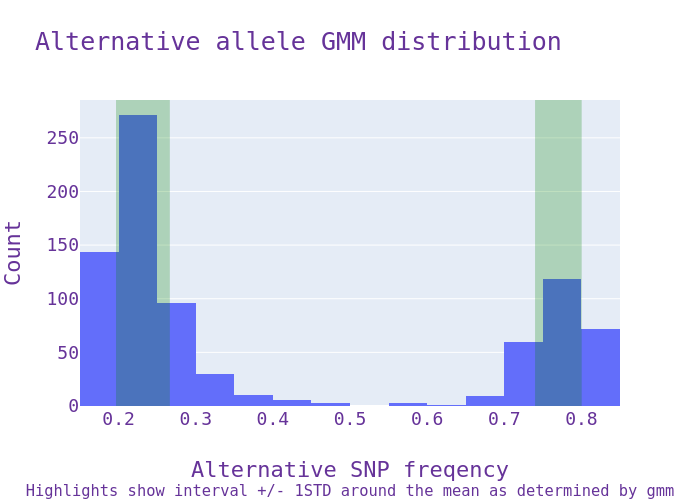 Alternative allele GMM distribution
Count
250
200
150
100
50
0
0.2 0.3 0.4 0.5 0.6 0.7 0.8
Alternative SNP freqency
Highlights show interval +/- 1STD around the mean as determined by gmm